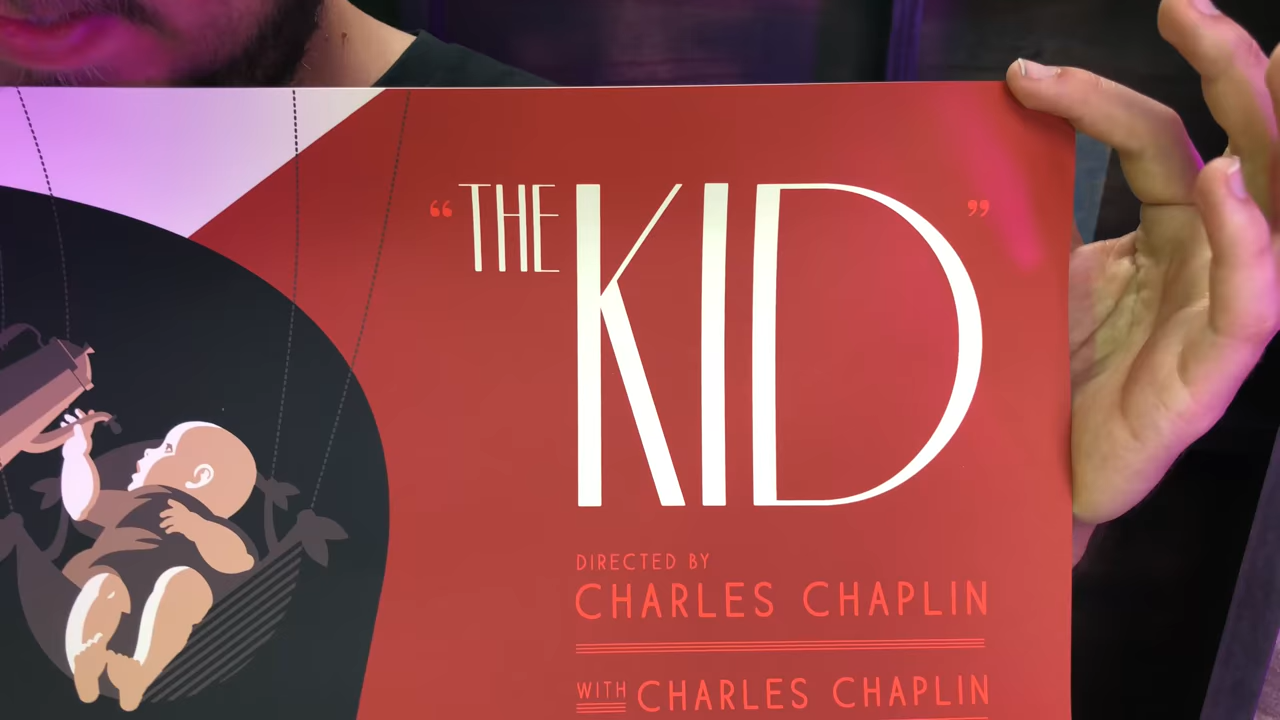 “THE KID”
DIRECTED BY
CHARLES CHAPLIN
WITH CHARLES CHAPLIN